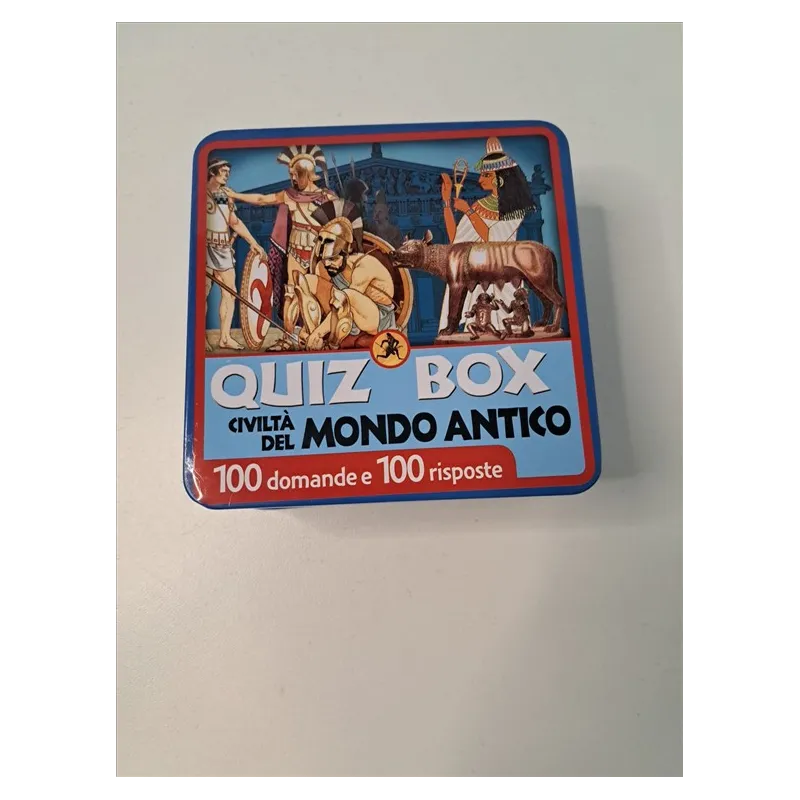 QUIZ BOX
CIVILTÀ
DEL MONDO ANTICO
100 domande e 100 risposte